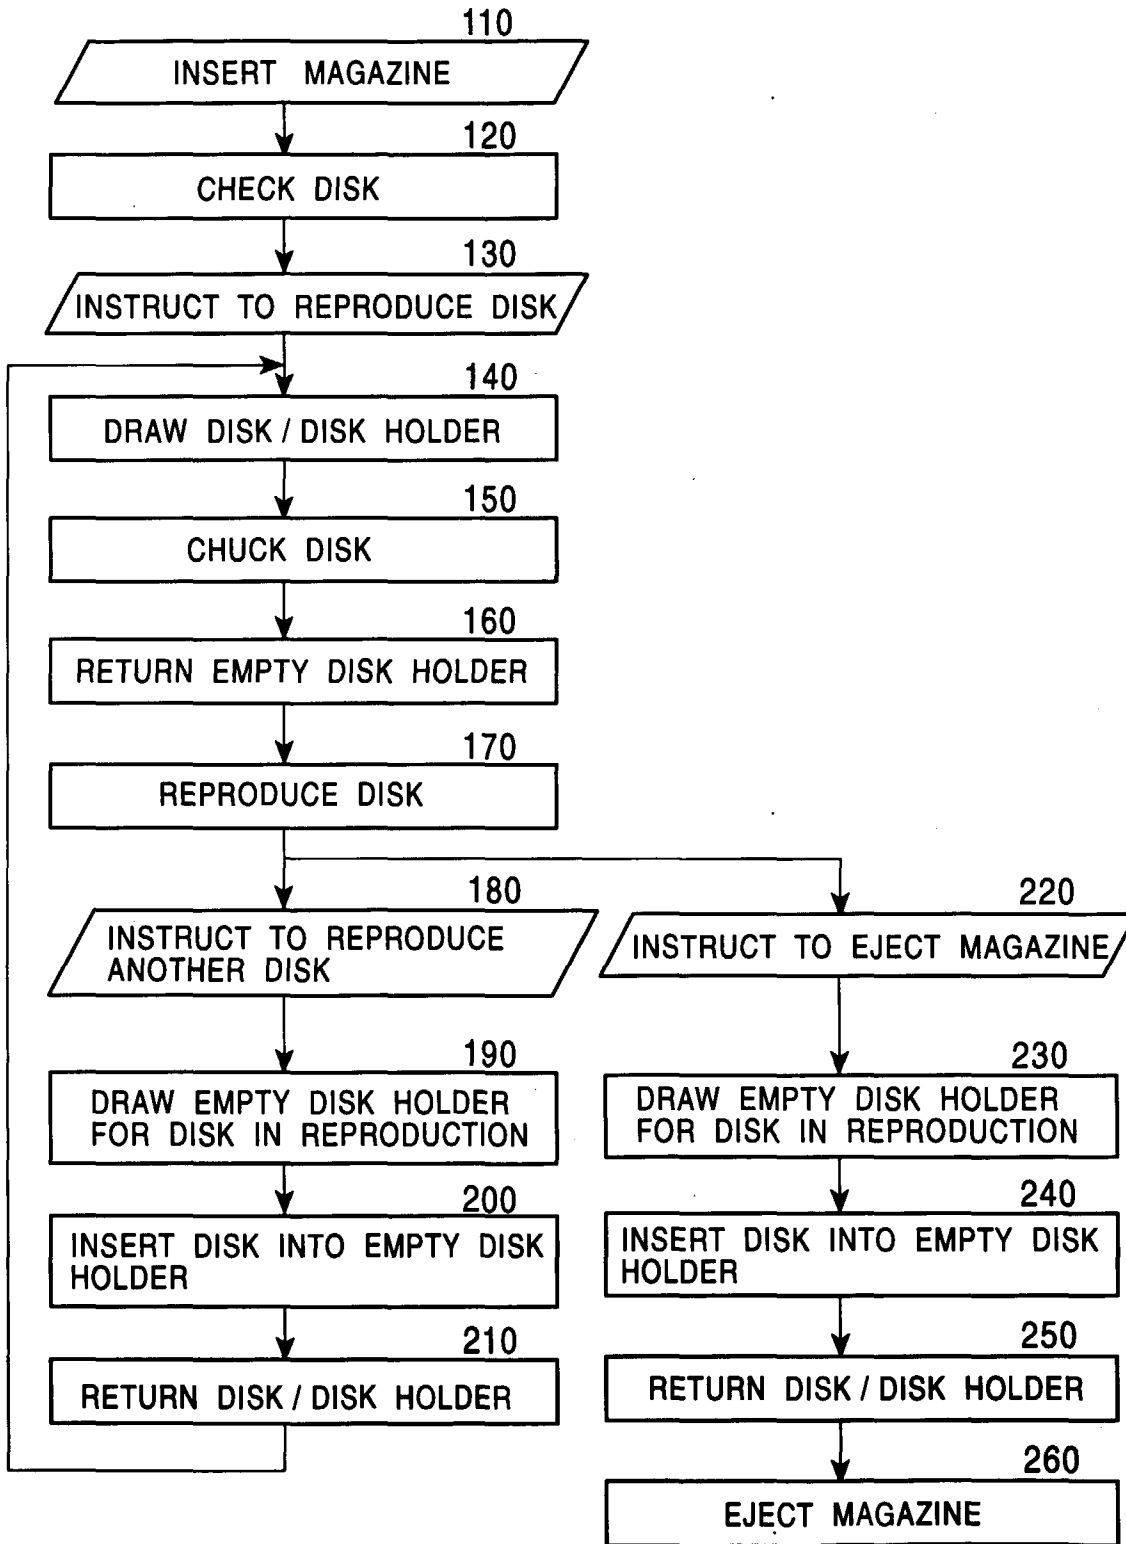 110
INSERT MAGAZINE
120
CHECK DISK
130
INSTRUCT TO REPRODUCE DISK
140
DRAW DISK / DISK HOLDER
150
CHUCK DISK
160
RETURN EMPTY DISK HOLDER
170
REPRODUCE DISK
180
INSTRUCT TO REPRODUCE
ANOTHER DISK
190
DRAW EMPTY DISK HOLDER
FOR DISK IN REPRODUCTION
200
INSERT DISK INTO EMPTY DISK
HOLDER
210
RETURN DISK / DISK HOLDER
220
INSTRUCT TO EJECT MAGAZINE
230
DRAW EMPTY DISK HOLDER
FOR DISK IN REPRODUCTION
240
INSERT DISK INTO EMPTY DISK
HOLDER
250
RETURN DISK / DISK HOLDER
260
EJECT MAGAZINE